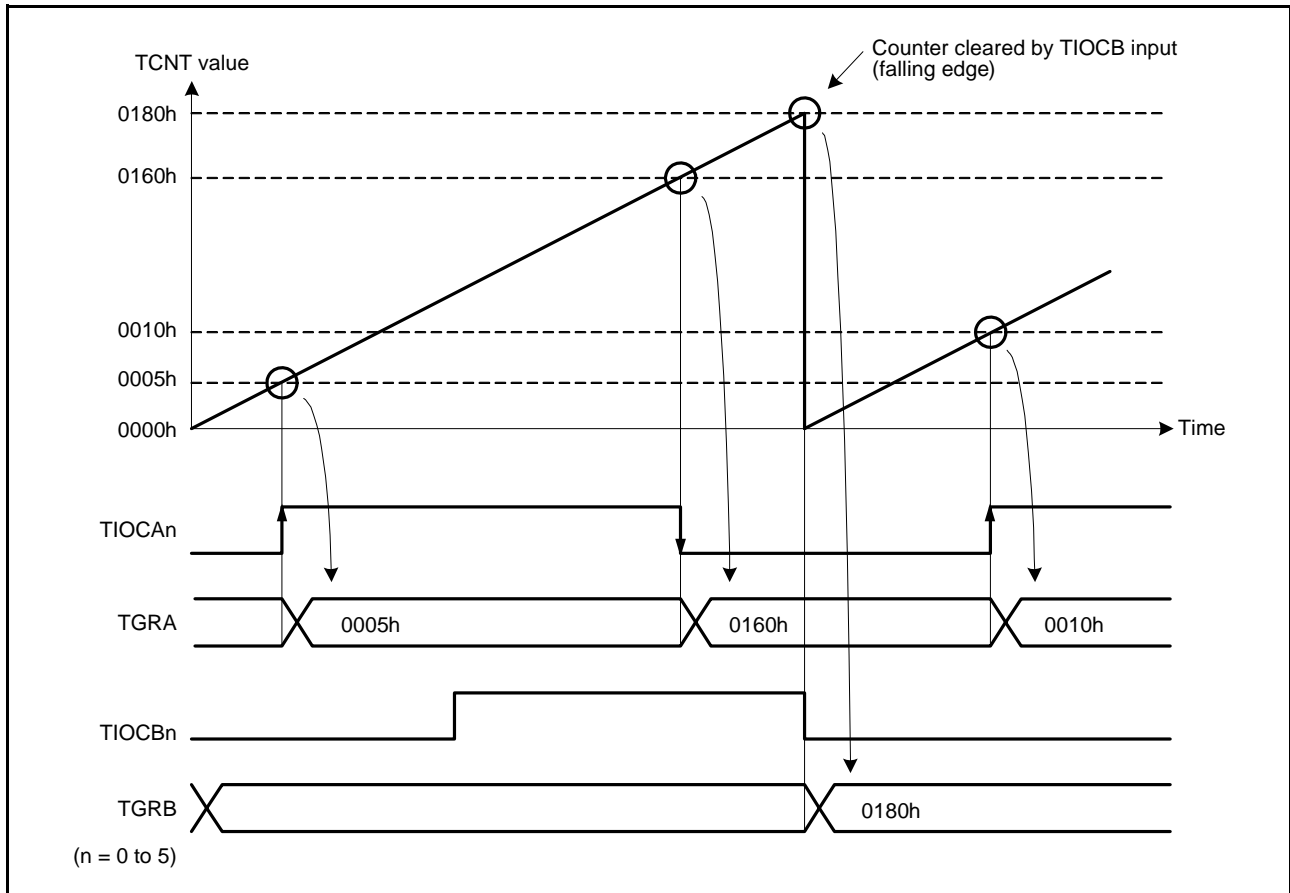 Counter cleared by TIOCB input
(falling edge)
TCNT value
0180h
0160h
0010h
0005h
0000h
Time
TIOCAn
TGRA
0005h
0160h
0010h
TIOCBn
TGRB
0180h
(n = 0 to 5)